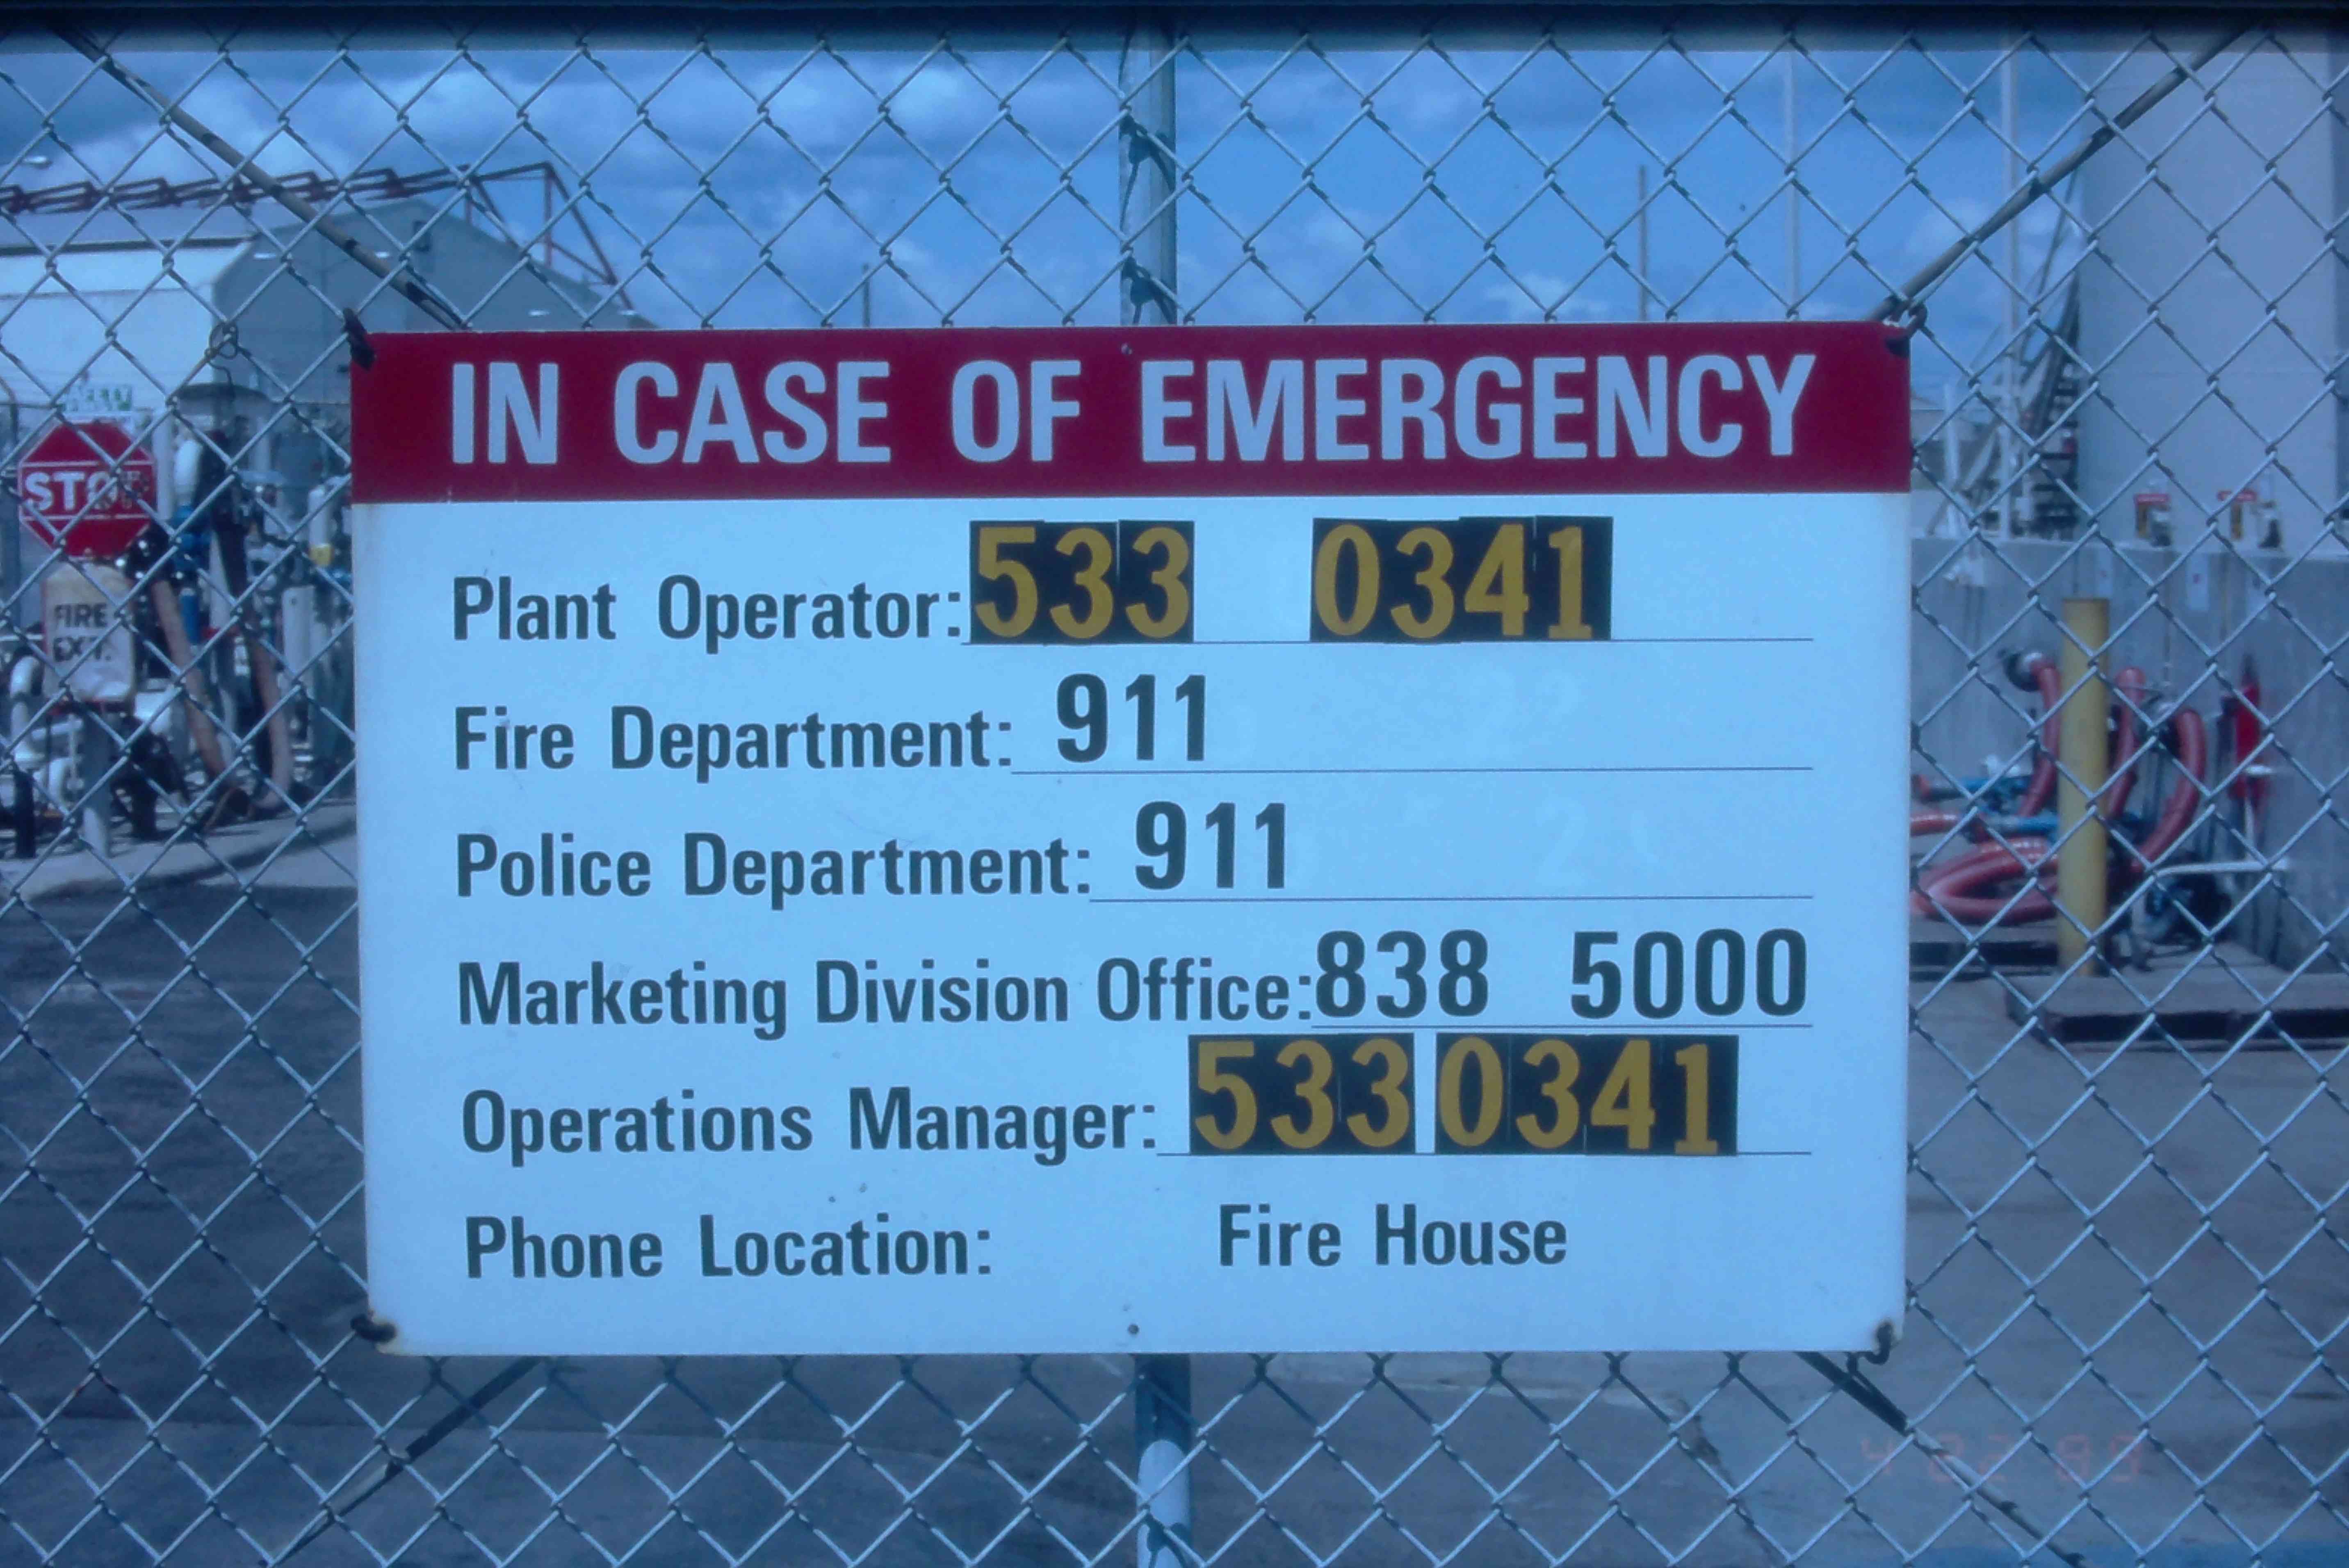 IN CASE OF EMERGENCY
Plant Operator: 533 0341
Fire Department: 911
Police Department: 911
Marketing Division Office: 838 5000
Operations Manager: 533 0341
Phone Location: Fire House
STOP
FIRE
EXT.